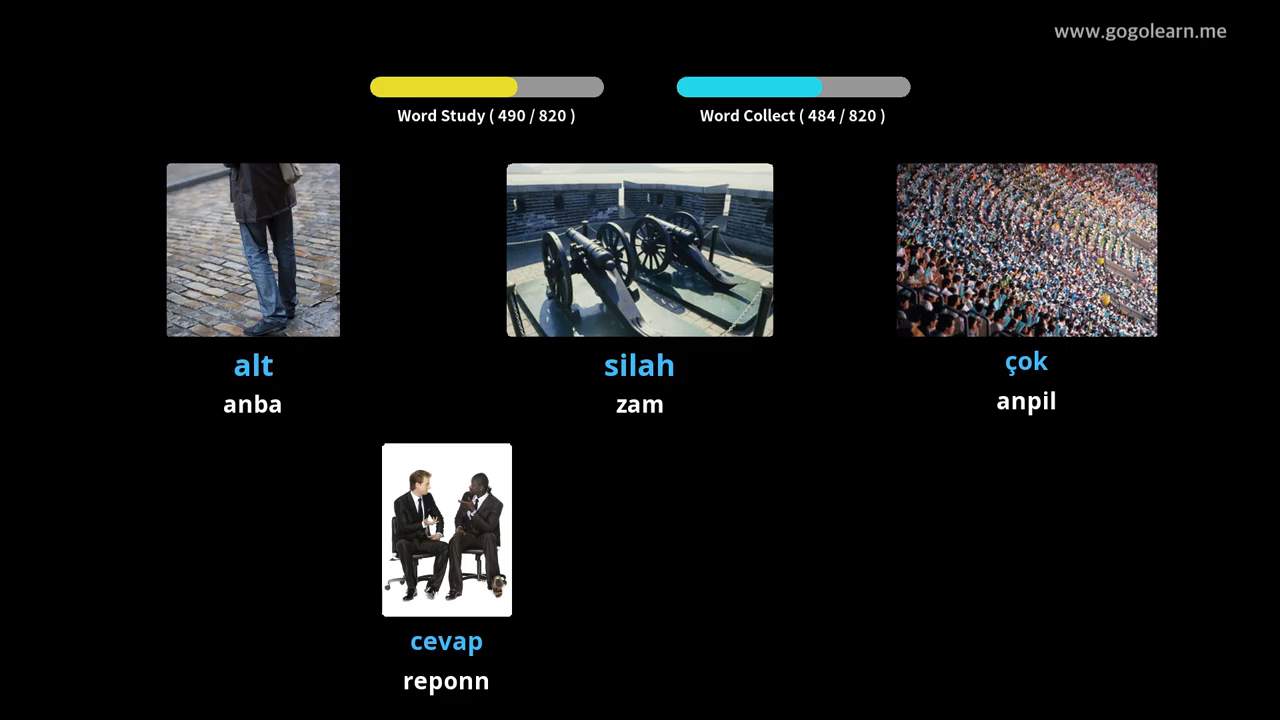 www.gogolearn.me
Word Study ( 490 / 820 )
Word Collect ( 484 / 820 )
alt
anba
silah
zam
çok
anpil
cevap
reponn